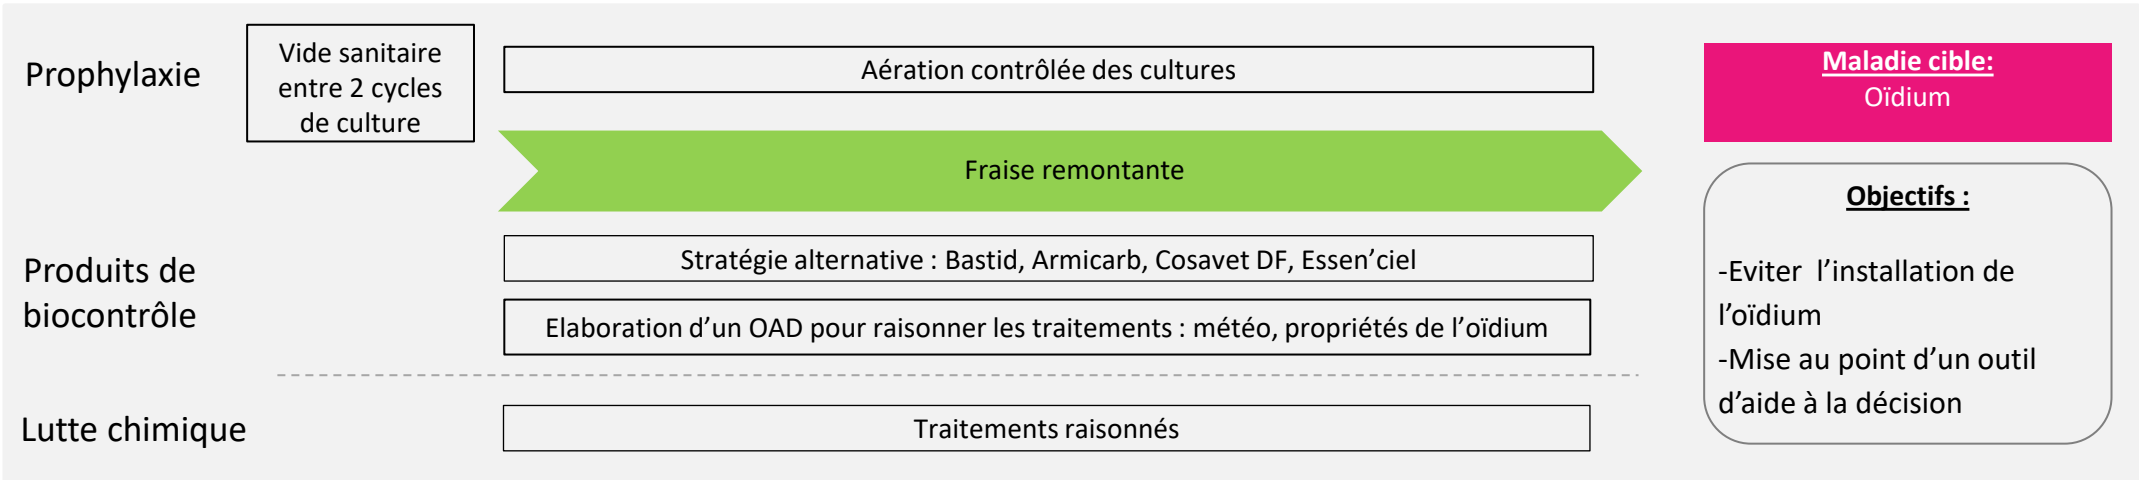 Prophylaxie
Vide sanitaire
entre 2 cycles
de culture
Aération contrôlée des cultures
Fraise remontante
Produits de
biocontrôle
Stratégie alternative : Bastid, Armicarb, Cosavet DF, Essen’ciel
Elaboration d’un OAD pour raisonner les traitements : météo, propriétés de l’oïdium
Lutte chimique
Traitements raisonnés
Maladie cible:
Oïdium
Objectifs :
-Eviter l’installation de
l’oïdium
-Mise au point d’un outil
d’aide à la décision